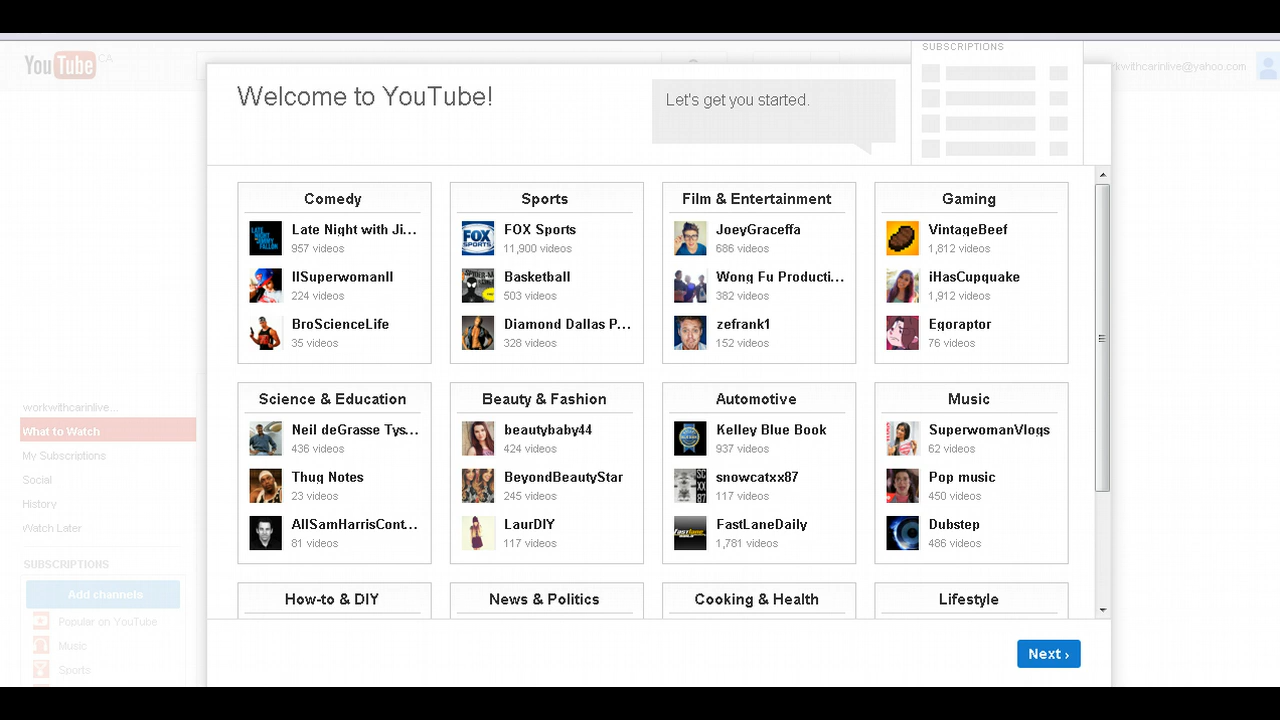 SUBSCRIPTIONS
YouTube CA
workwithcarinlive@yahoo.com
Welcome to YouTube!
Let's get you started.
Comedy
Late Night with Ji...
957 videos
IISuperwomanII
224 videos
BroScienceLife
35 videos
Sports
FOX Sports
11,900 videos
Basketball
503 videos
Diamond Dallas P...
328 videos
Film & Entertainment
JoeyGraceffa
686 videos
Wong Fu Producti...
382 videos
zefrank1
152 videos
Gaming
VintageBeef
1,812 videos
iHasCupquake
1,912 videos
Egoraptor
76 videos
Science & Education
Neil deGrasse Tys...
436 videos
Thug Notes
23 videos
AllSamHarrisCont...
81 videos
Beauty & Fashion
beautybaby44
424 videos
BeyondBeautyStar
245 videos
LaurDIY
117 videos
Automotive
Kelley Blue Book
937 videos
snowcatxx87
117 videos
FastLaneDaily
1,781 videos
Music
SuperwomanVlogs
62 videos
Pop music
450 videos
Dubstep
486 videos
How-to & DIY
News & Politics
Cooking & Health
Lifestyle
Next ›
workwithcarinlive...
What to Watch
My Subscriptions
Social
History
Watch Later
SUBSCRIPTIONS
Add channels
Popular on YouTube
Music
Sports